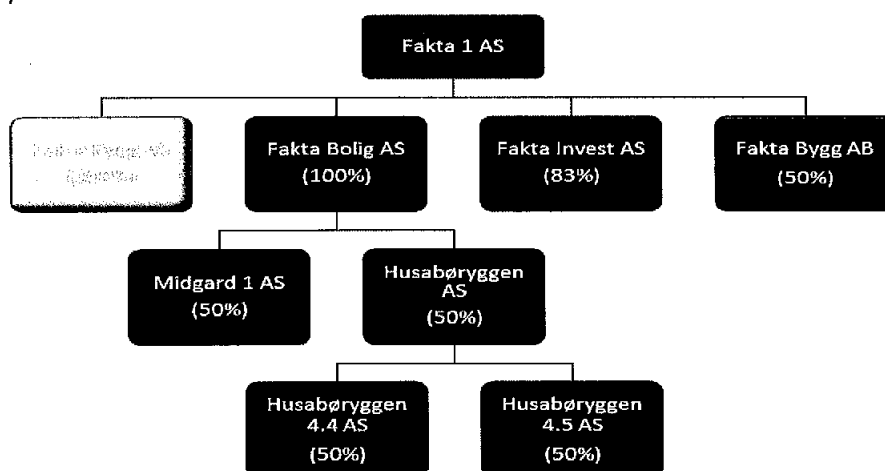 Fakta 1 AS
Fakta Bolig AS
(100%)
Fakta Invest AS
(83%)
Fakta Bygg AB
(50%)
Midgard 1 AS
(50%)
Husabøryggen
AS
(50%)
Husabøryggen
4.4 AS
(50%)
Husabøryggen
4.5 AS
(50%)